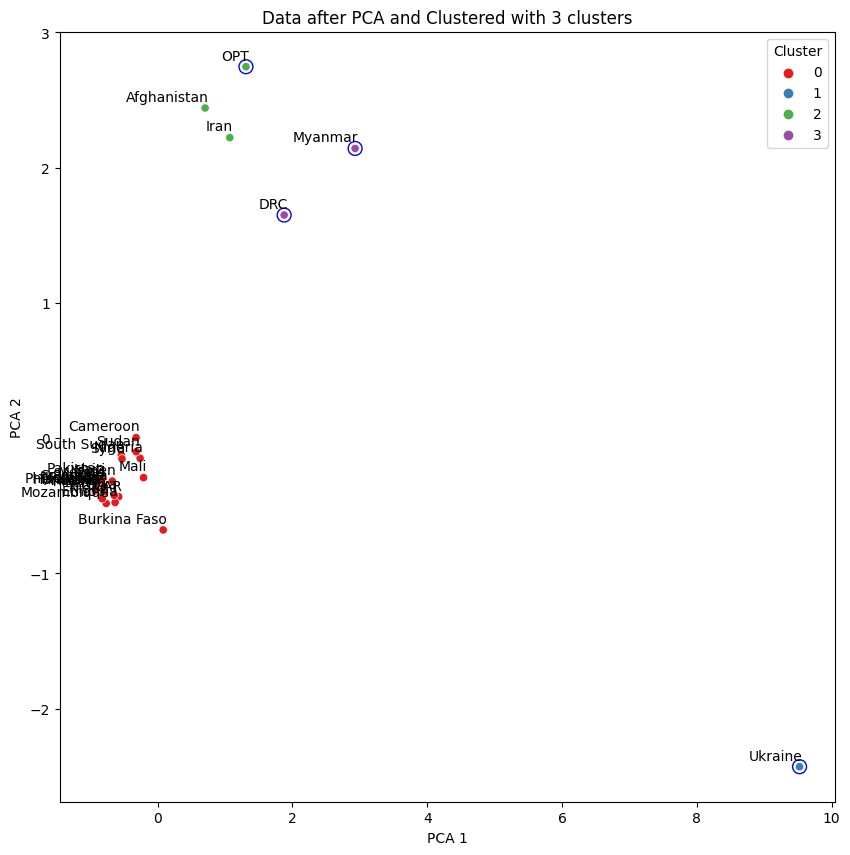 Data after PCA and Clustered with 3 clusters
Cluster
0
1
2
3
OPT
Afghanistan
Iran
Myanmar
DRC
Cameroon
Sudan
South Sudan
Nigeria
Syria
Mali
Pakistan
Mozambique
Burkina Faso
Ukraine
3
2
1
0
−1
−2
PCA 2
0
2
4
6
8
10
PCA 1